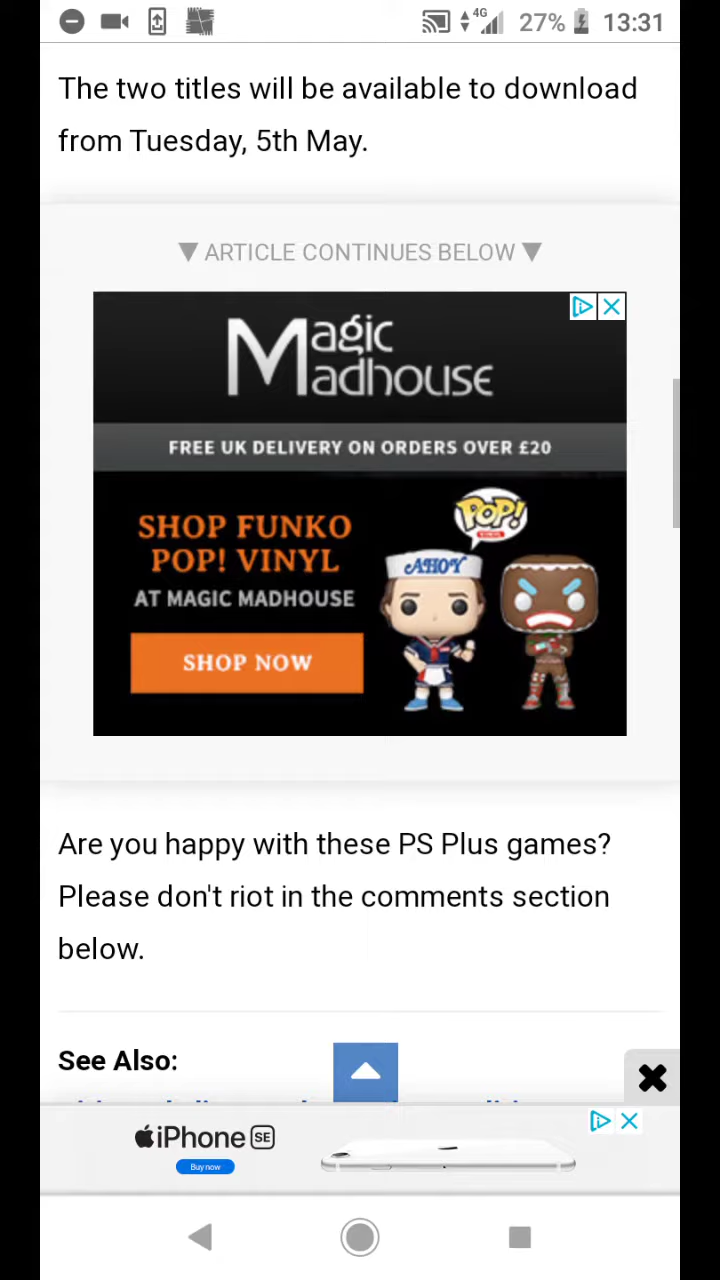 4G 27% 13:31
The two titles will be available to download
from Tuesday, 5th May.
▼ ARTICLE CONTINUES BELOW ▼
Magic
Madhouse
FREE UK DELIVERY ON ORDERS OVER £20
POP!
SHOP FUNKO
POP! VINYL
AHOY
AT MAGIC MADHOUSE
SHOP NOW
Are you happy with these PS Plus games?
Please don't riot in the comments section
below.
See Also:
iPhone SE
Buy now